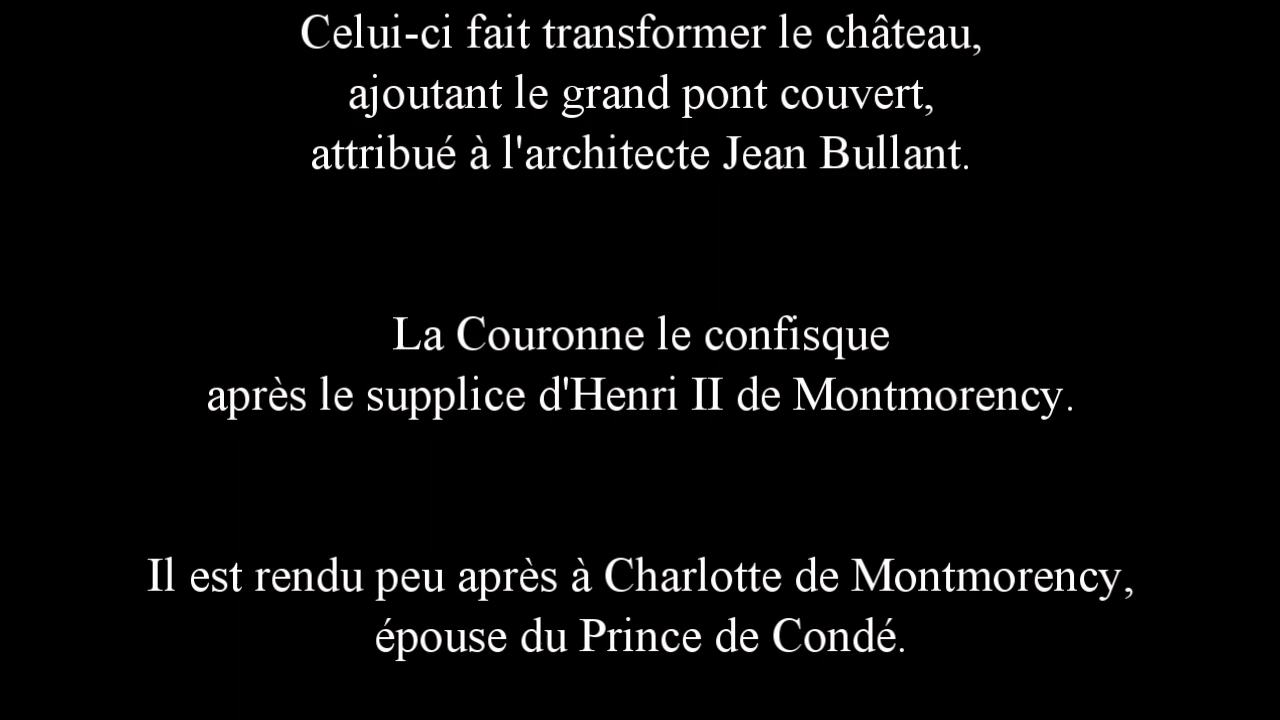 Celui-ci fait transformer le château,
ajoutant le grand pont couvert,
attribué à l'architecte Jean Bullant.
La Couronne le confisque
après le supplice d'Henri II de Montmorency.
Il est rendu peu après à Charlotte de Montmorency,
épouse du Prince de Condé.